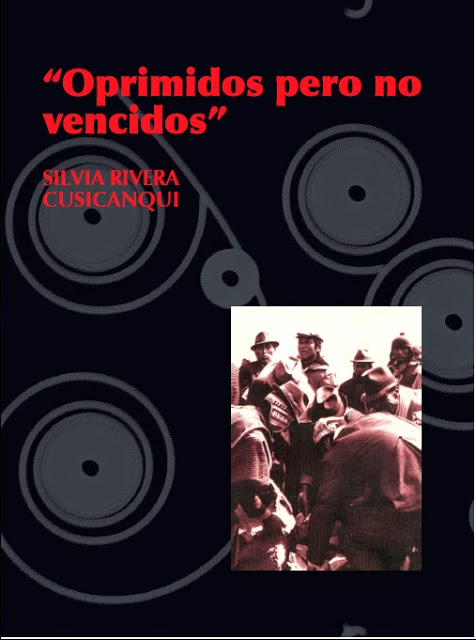 “Oprimidos pero no
vencidos”
SILVIA RIVERA
CUSICANQUI